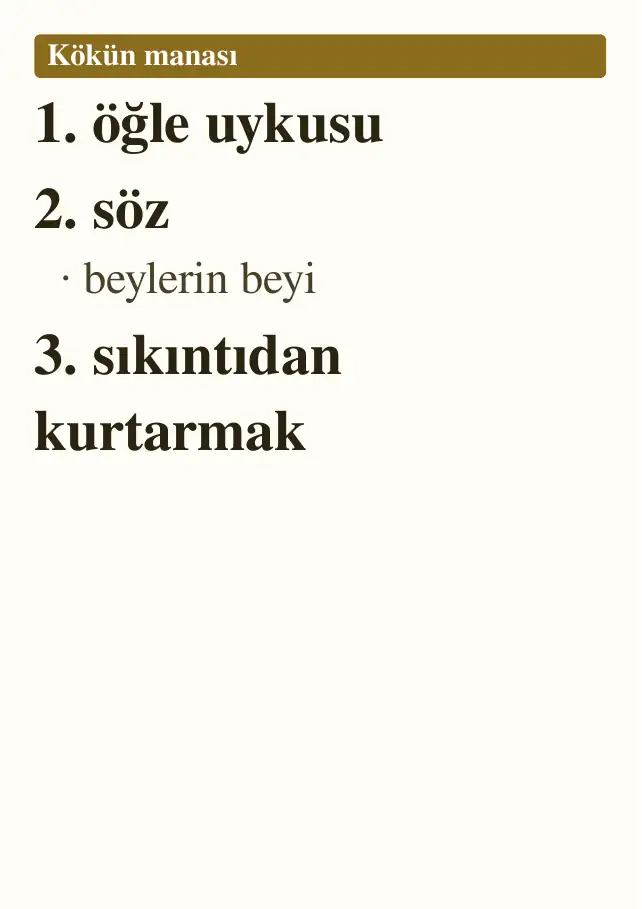 Kökün manası
1. öğle uykusu
2. söz
· beylerin beyi
3. sıkıntıdan
kurtarmak